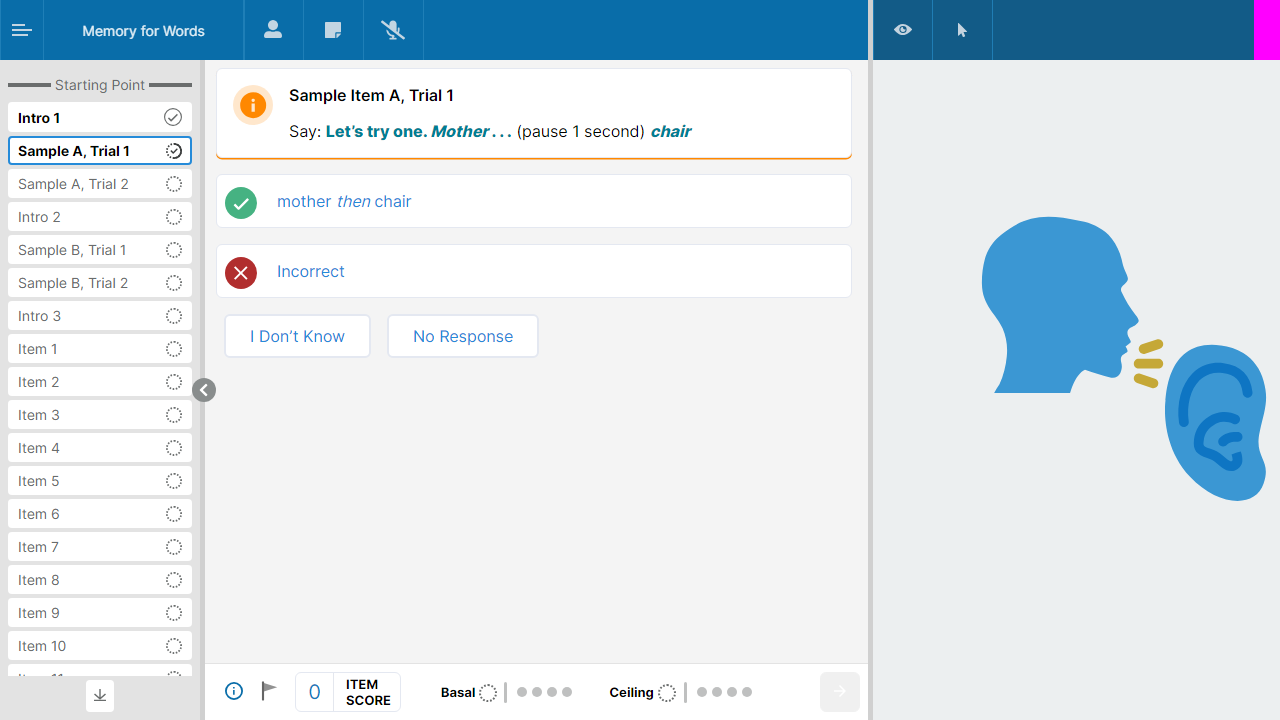 Memory for Words
Starting Point
Intro 1
Sample A, Trial 1
Sample A, Trial 2
Intro 2
Sample B, Trial 1
Sample B, Trial 2
Intro 3
Item 1
Item 2
Item 3
Item 4
Item 5
Item 6
Item 7
Item 8
Item 9
Item 10
Sample Item A, Trial 1
Say: Let’s try one. Mother . . . (pause 1 second) chair
mother then chair
Incorrect
I Don’t Know
No Response
0
ITEM
SCORE
Basal
Ceiling